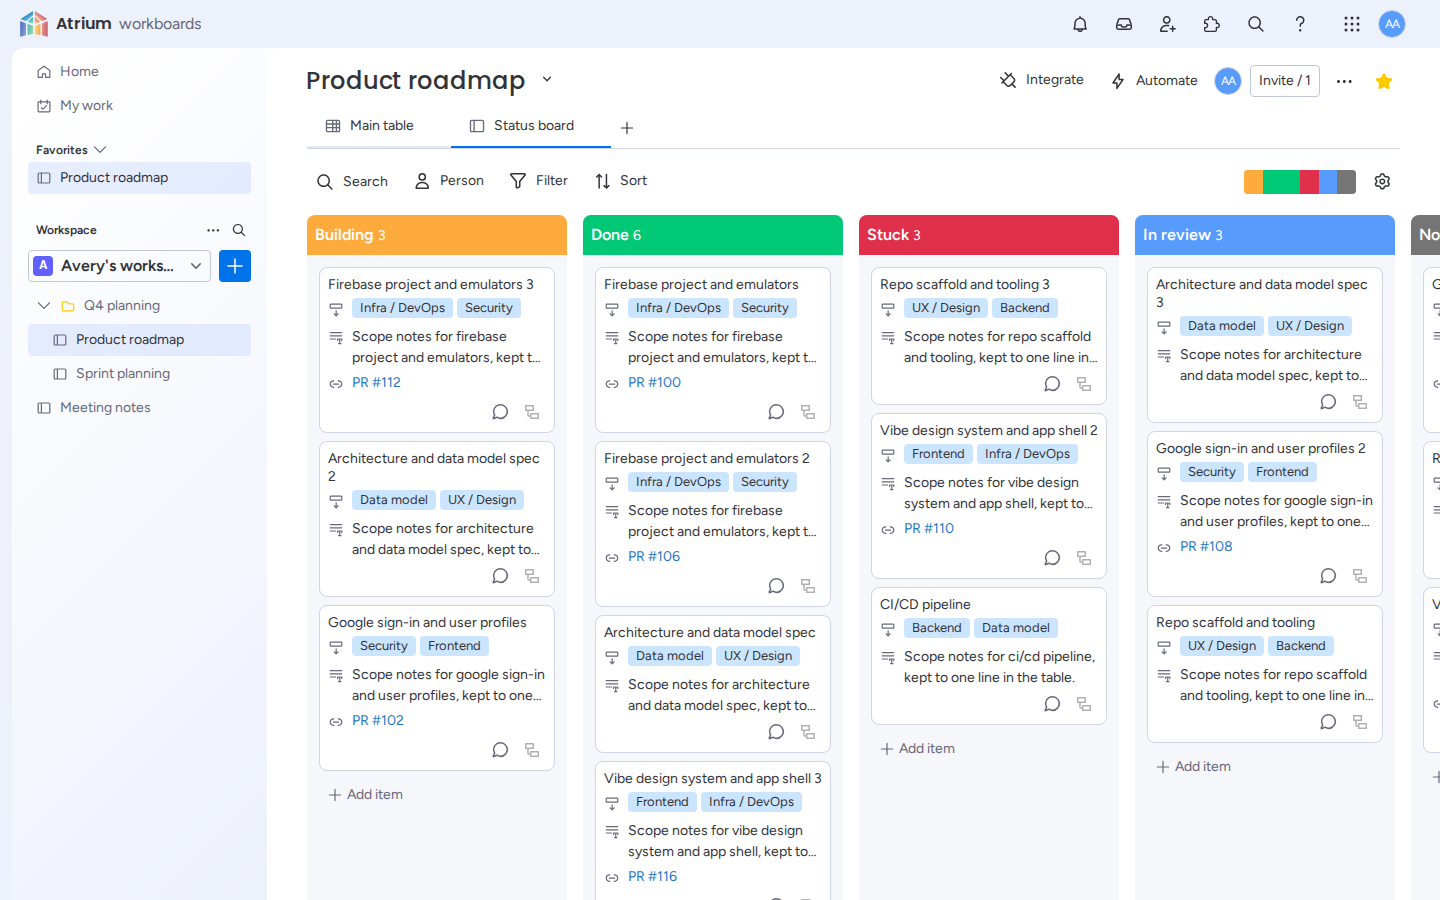 Atrium workboards
AA
Home
My work
Favorites
Product roadmap
Workspace
A Avery's works...
Q4 planning
Product roadmap
Sprint planning
Meeting notes
Product roadmap
Integrate
Automate
AA
Invite / 1
Main table
Status board
Search
Person
Filter
Sort
Building 3
Firebase project and emulators 3
Infra / DevOps Security
Scope notes for firebase
project and emulators, kept t...
PR #112
Architecture and data model spec
2
Data model UX / Design
Scope notes for architecture
and data model spec, kept to...
Google sign-in and user profiles
Security Frontend
Scope notes for google sign-in
and user profiles, kept to one...
PR #102
+ Add item
Done 6
Firebase project and emulators
Infra / DevOps Security
Scope notes for firebase
project and emulators, kept t...
PR #100
Firebase project and emulators 2
Infra / DevOps Security
Scope notes for firebase
project and emulators, kept t...
PR #106
Architecture and data model spec
Data model UX / Design
Scope notes for architecture
and data model spec, kept to...
Vibe design system and app shell 3
Frontend Infra / DevOps
Scope notes for vibe design
system and app shell, kept to...
PR #116
Stuck 3
Repo scaffold and tooling 3
UX / Design Backend
Scope notes for repo scaffold
and tooling, kept to one line in...
Vibe design system and app shell 2
Frontend Infra / DevOps
Scope notes for vibe design
system and app shell, kept to...
PR #110
CI/CD pipeline
Backend Data model
Scope notes for ci/cd pipeline,
kept to one line in the table.
+ Add item
In review 3
Architecture and data model spec
3
Data model UX / Design
Scope notes for architecture
and data model spec, kept to...
Google sign-in and user profiles 2
Security Frontend
Scope notes for google sign-in
and user profiles, kept to one...
PR #108
Repo scaffold and tooling
UX / Design Backend
Scope notes for repo scaffold
and tooling, kept to one line in...
+ Add item